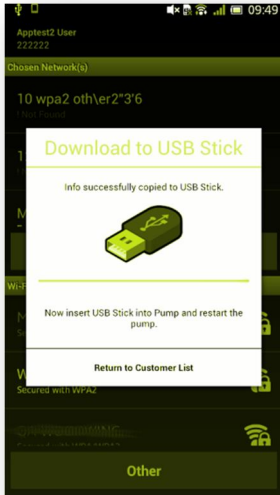 09:49
Apptest2 User
222222
Chosen Network(s)
10 wpa2 oth\er2"3'6
Not Found
Download to USB Stick
Info successfully copied to USB Stick.
Now insert USB Stick into Pump and restart the
pump.
Return to Customer List
Secured with WPA2
Other